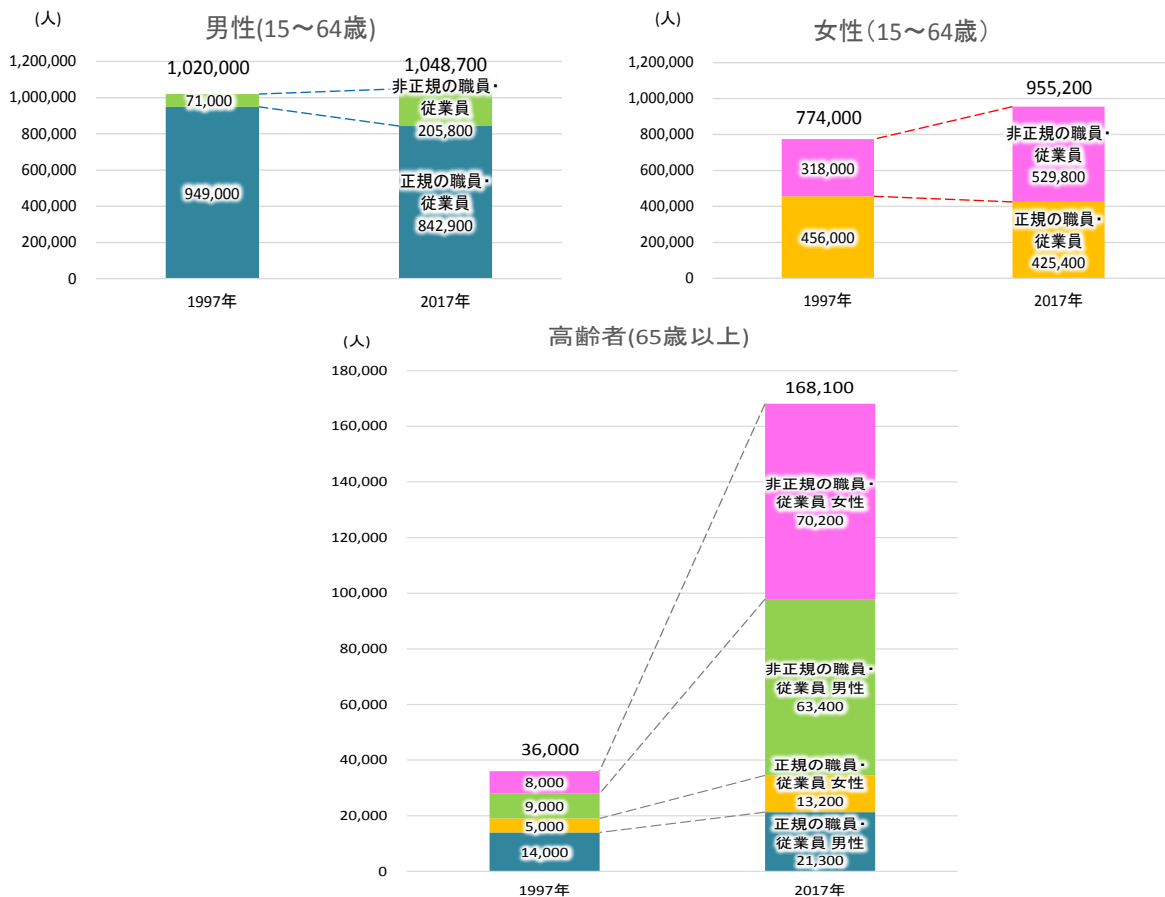 (人)
男性(15～64歳)
1,200,000
1,000,000
800,000
600,000
400,000
200,000
0
1,020,000
71,000
949,000
1,048,700
非正規の職員・
従業員
205,800
正規の職員・
従業員
842,900
1997年
2017年
(人)
女性（15～64歳）
1,200,000
1,000,000
800,000
600,000
400,000
200,000
0
774,000
318,000
456,000
955,200
非正規の職員・
従業員
529,800
正規の職員・
従業員
425,400
1997年
2017年
(人)
高齢者(65歳以上)
180,000
160,000
140,000
120,000
100,000
80,000
60,000
40,000
20,000
0
36,000
8,000
9,000
5,000
14,000
168,100
非正規の職員・
従業員 女性
70,200
非正規の職員・
従業員 男性
63,400
正規の職員・
従業員 女性
13,200
正規の職員・
従業員 男性
21,300
1997年
2017年